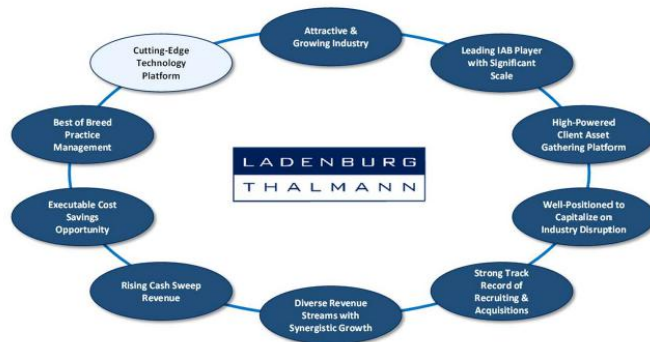 Attractive &
Growing Industry
Leading IAB Player
with Significant
Scale
High-Powered
Client Asset
Gathering Platform
Well-Positioned to
Capitalize on
Industry Disruption
Strong Track
Record of
Recruiting &
Acquisitions
Diverse Revenue
Streams with
Synergistic Growth
Rising Cash Sweep
Revenue
Executable Cost
Savings
Opportunity
Best of Breed
Practice
Management
Cutting-Edge
Technology
Platform
LADENBURG
THALMANN